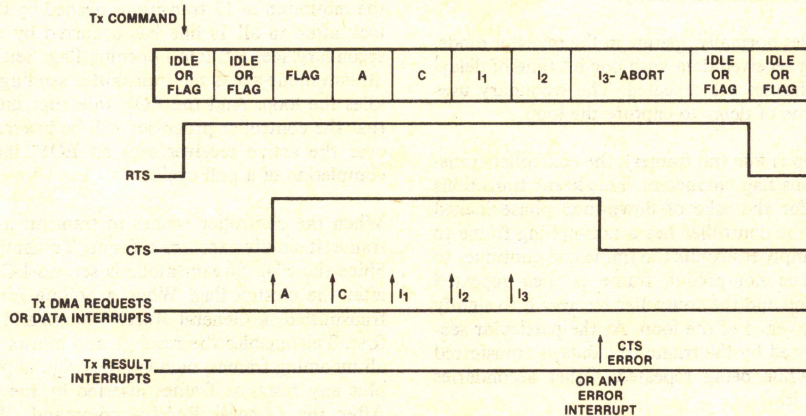 Tx COMMAND
IDLE OR FLAG
IDLE OR FLAG
FLAG
A
C
I1
I2
I3- ABORT
IDLE OR FLAG
IDLE OR FLAG
RTS
CTS
A
C
I1
I2
I3
Tx DMA REQUESTS
OR DATA INTERRUPTS
CTS
ERROR
Tx RESULT
INTERRUPTS
OR ANY
ERROR
INTERRUPT